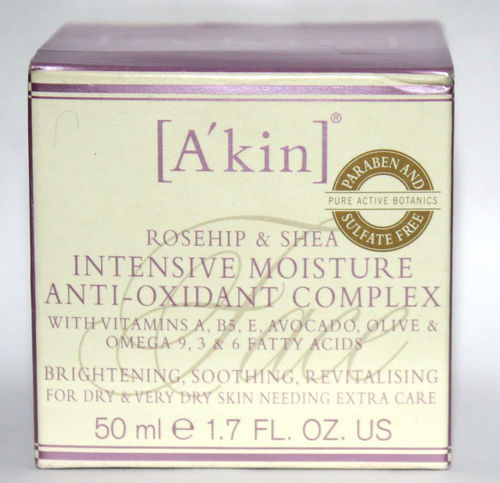 [A'kin]®
PARABEN AND
PURE ACTIVE BOTANICS
SULFATE FREE
Face
ROSEHIP & SHEA
INTENSIVE MOISTURE
ANTI-OXIDANT COMPLEX
WITH VITAMINS A, B5, E, AVOCADO, OLIVE &
OMEGA 9, 3 & 6 FATTY ACIDS
BRIGHTENING, SOOTHING, REVITALISING
FOR DRY & VERY DRY SKIN NEEDING EXTRA CARE
50 ml e 1.7 FL. OZ. US